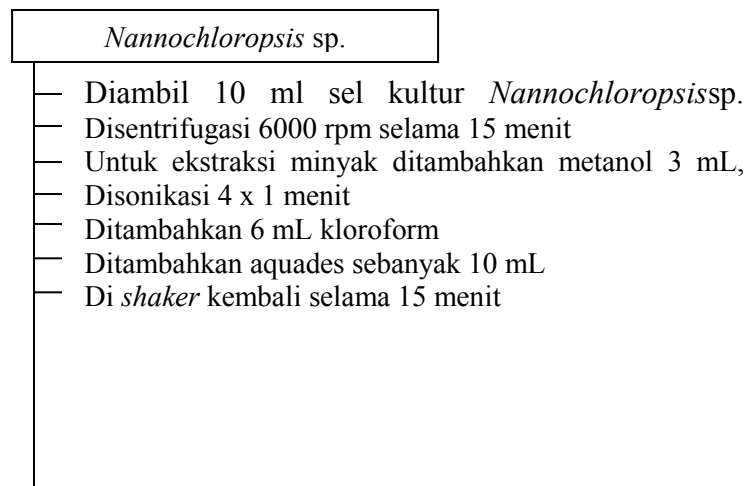 Nannochloropsis sp.
Diambil 10 ml sel kultur Nannochloropsissp.
Disentrifugasi 6000 rpm selama 15 menit
Untuk ekstraksi minyak ditambahkan metanol 3 mL,
Disonikasi 4 x 1 menit
Ditambahkan 6 mL kloroform
Ditambahkan aquades sebanyak 10 mL
Di shaker kembali selama 15 menit